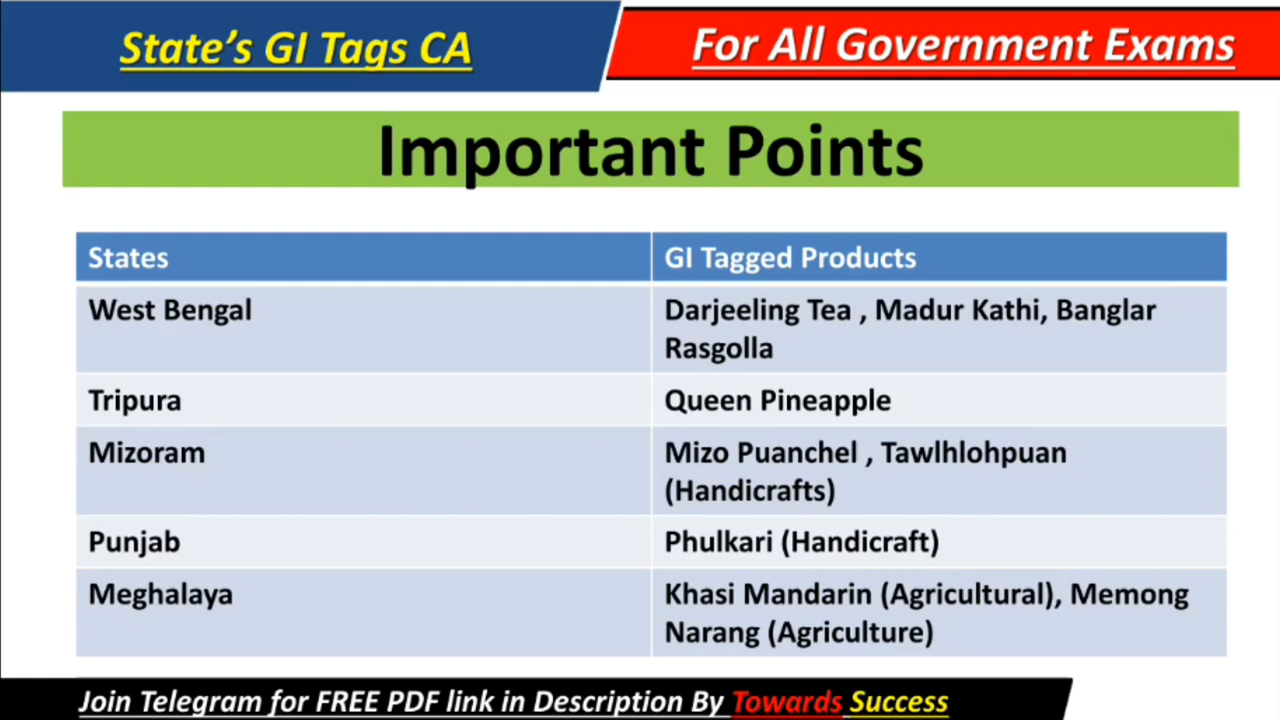 State's GI Tags CA
For All Government Exams
Important Points
States
GI Tagged Products
West Bengal
Darjeeling Tea , Madur Kathi, Banglar
Rasgolla
Tripura
Queen Pineapple
Mizoram
Mizo Puanchel , Tawlhlohpuan
(Handicrafts)
Punjab
Phulkari (Handicraft)
Meghalaya
Khasi Mandarin (Agricultural), Memong
Narang (Agriculture)
Join Telegram for FREE PDF link in Description By Towards Success